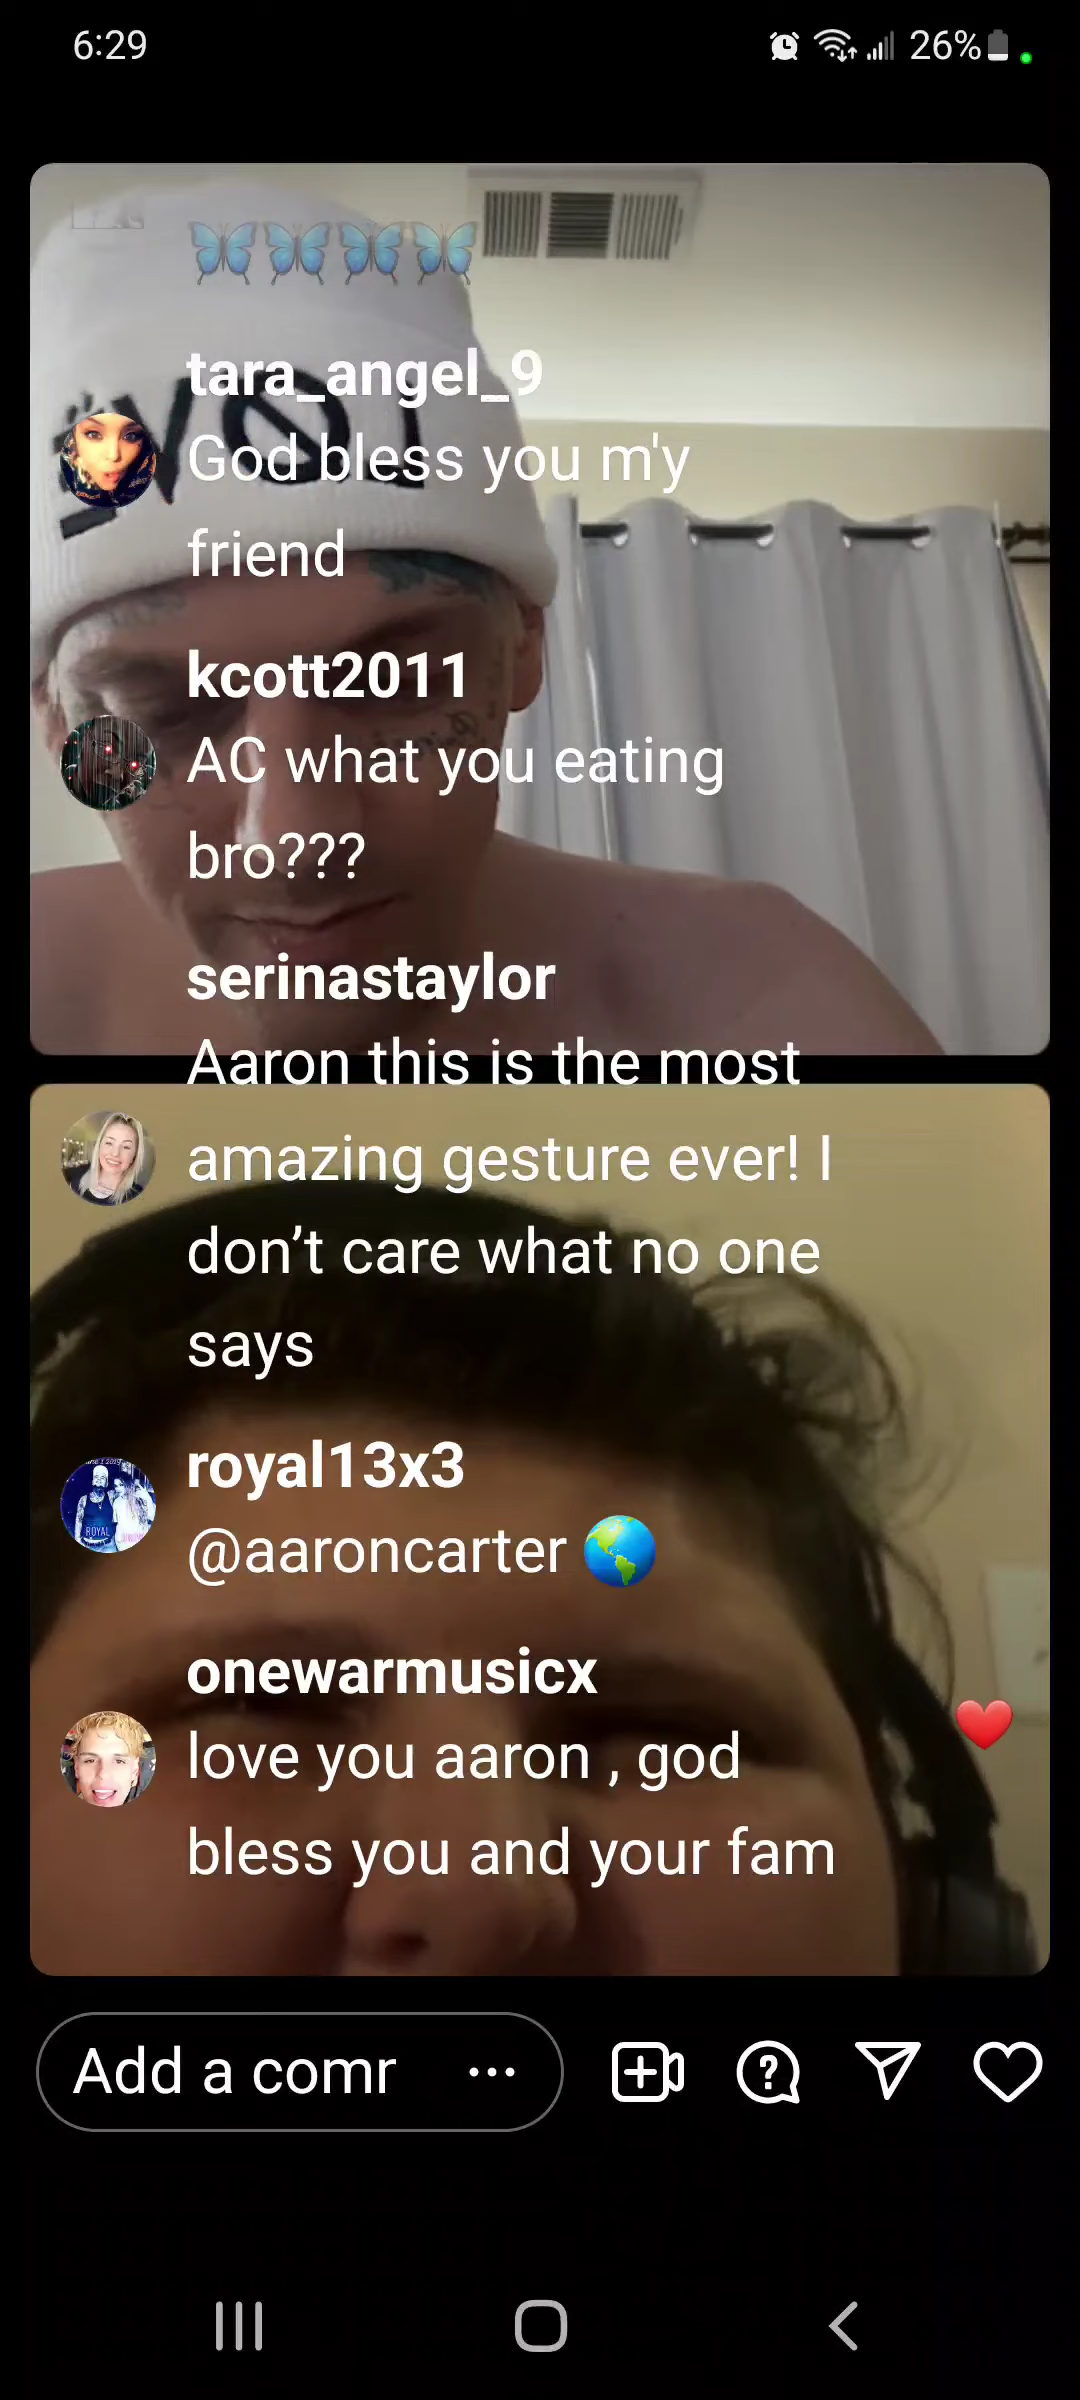 6:29
26%
tara_angel_9
God bless you m'y
friend
kcott2011
AC what you eating
bro???
serinastaylor
Aaron this is the most
amazing gesture ever! I
don’t care what no one
says
royal13x3
@aaroncarter 🌎
onewarmusicx
love you aaron , god
bless you and your fam
Add a comr